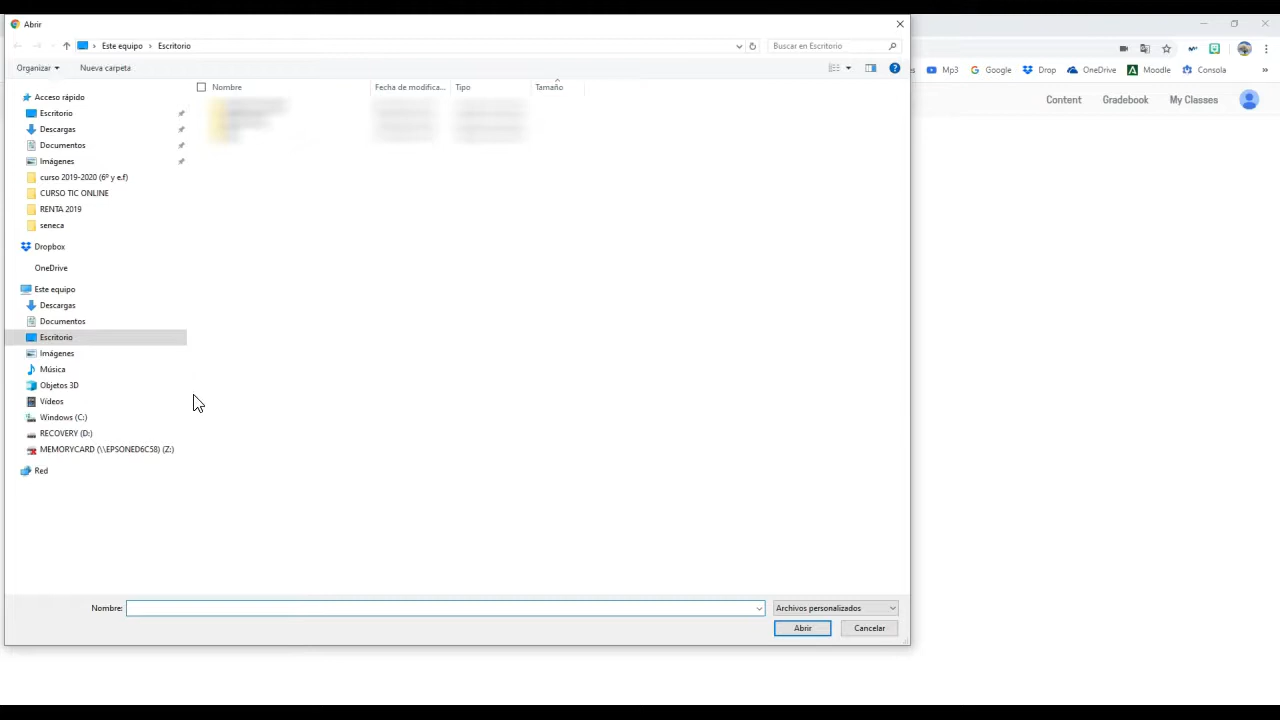 Abrir
Este equipo > Escritorio
Buscar en Escritorio
Organizar
Nueva carpeta
Mp3
Google
Drop
OneDrive
Moodle
Consola
»
Content
Gradebook
My Classes
Nombre
Fecha de modifica...
Tipo
Tamaño
Acceso rápido
Escritorio
Descargas
Documentos
Imágenes
curso 2019-2020 (6º y e.f)
CURSO TIC ONLINE
RENTA 2019
seneca
Dropbox
OneDrive
Este equipo
Descargas
Documentos
Escritorio
Imágenes
Música
Objetos 3D
Vídeos
Windows (C:)
RECOVERY (D:)
MEMORYCARD (\\EPSONED6C58) (Z:)
Red
Nombre:
Archivos personalizados
Abrir
Cancelar